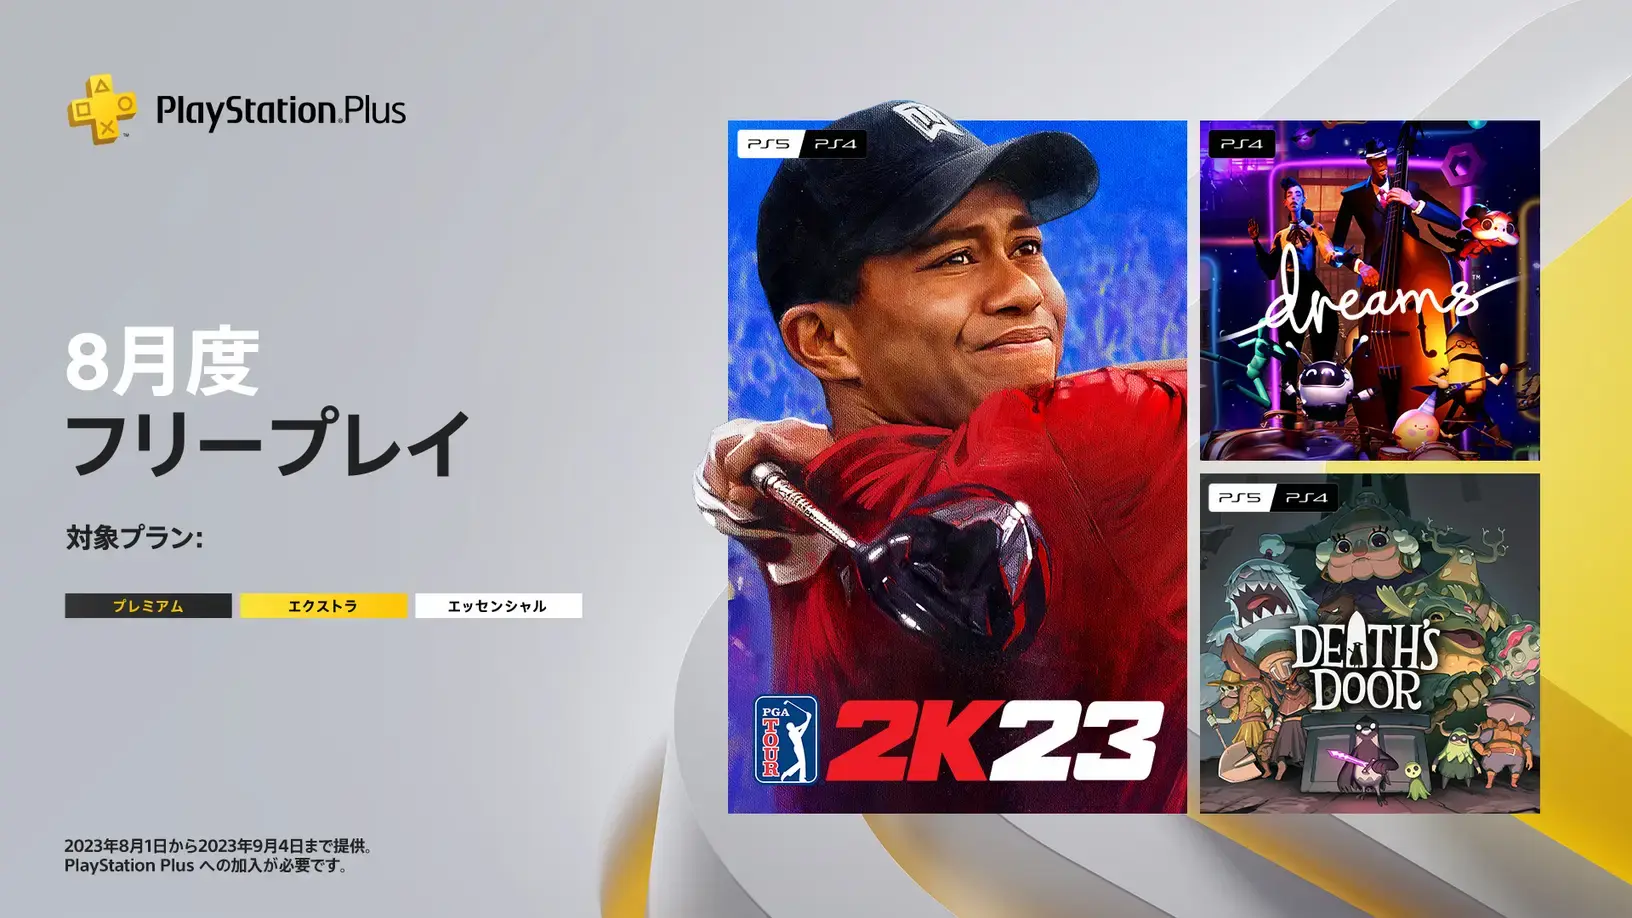 PlayStation.Plus
8月度
フリープレイ
対象プラン:
プレミアム
エクストラ
エッセンシャル
2023年8月1日から2023年9月4日まで提供。
PlayStation Plus への加入が必要です。
PS5 PS4
PGA
TOUR
2K23
PS4
dreams™
PS5 PS4
DEATH'S
DOOR